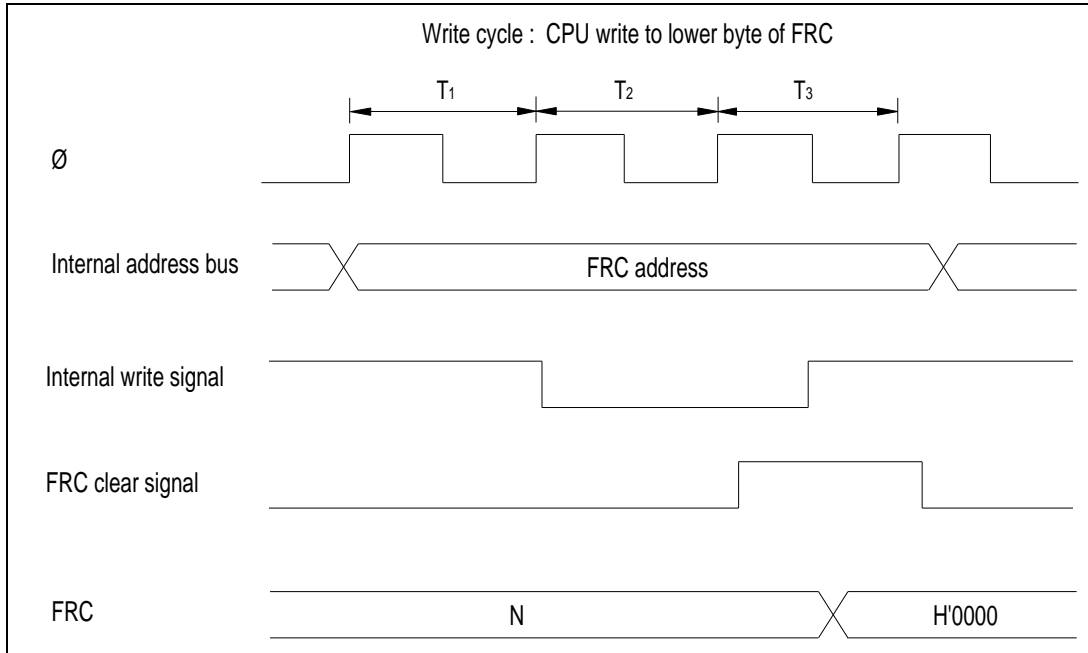 Write cycle : CPU write to lower byte of FRC
T1 T2 T3
Ø
Internal address bus FRC address
Internal write signal
FRC clear signal
FRC N H'0000